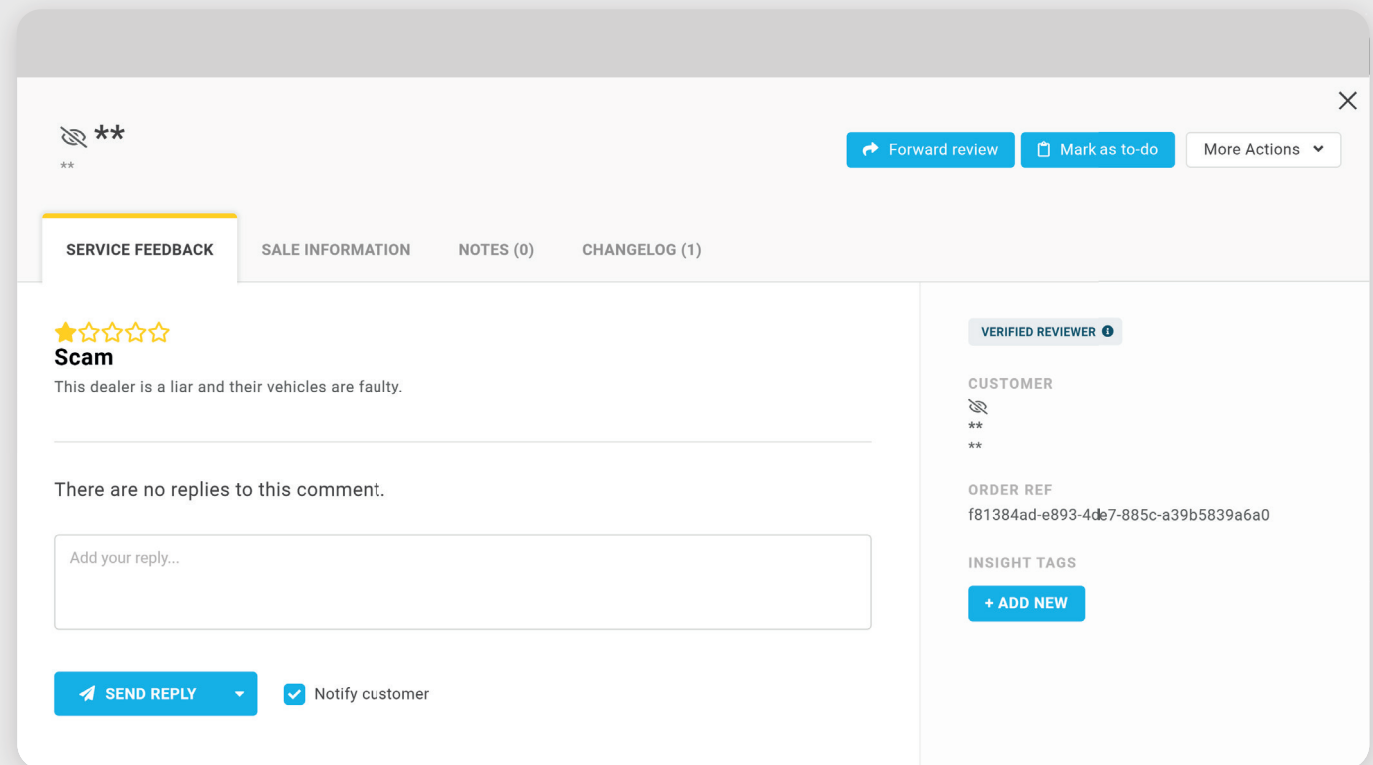 **
**
Forward review
Mark as to-do
More Actions
SERVICE FEEDBACK
SALE INFORMATION
NOTES (0)
CHANGELOG (1)
Scam
This dealer is a liar and their vehicles are faulty.
There are no replies to this comment.
Add your reply...
SEND REPLY
Notify customer
VERIFIED REVIEWER
CUSTOMER
**
**
ORDER REF
f81384ad-e893-4de7-885c-a39b5839a6a0
INSIGHT TAGS
+ ADD NEW